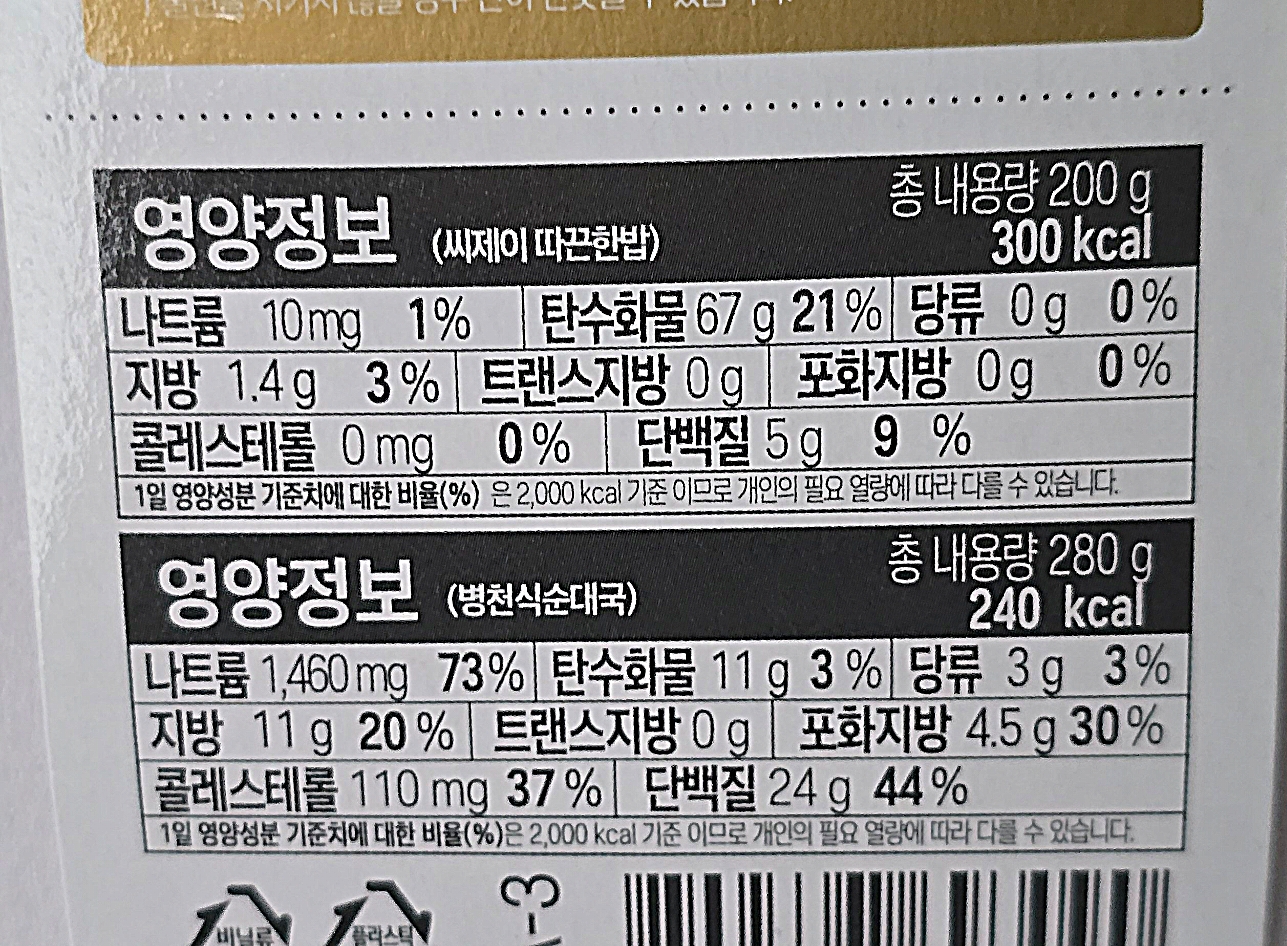 영양정보 (씨제이 따끈한밥) 총 내용량 200 g
300 kcal
나트륨 10 mg 1% 탄수화물 67 g 21% 당류 0 g 0%
지방 1.4 g 3% 트랜스지방 0 g 포화지방 0 g 0%
콜레스테롤 0 mg 0% 단백질 5 g 9 %
1일 영양성분 기준치에 대한 비율(%) 은 2,000 kcal 기준 이므로 개인의 필요 열량에 따라 다를 수 있습니다.
영양정보 (병천식순대국) 총 내용량 280 g
240 kcal
나트륨 1,460 mg 73% 탄수화물 11 g 3% 당류 3 g 3%
지방 11 g 20% 트랜스지방 0 g 포화지방 4.5 g 30%
콜레스테롤 110 mg 37% 단백질 24 g 44%
1일 영양성분 기준치에 대한 비율(%)은 2,000 kcal 기준 이므로 개인의 필요 열량에 따라 다를 수 있습니다.
비닐류 플라스틱 -3